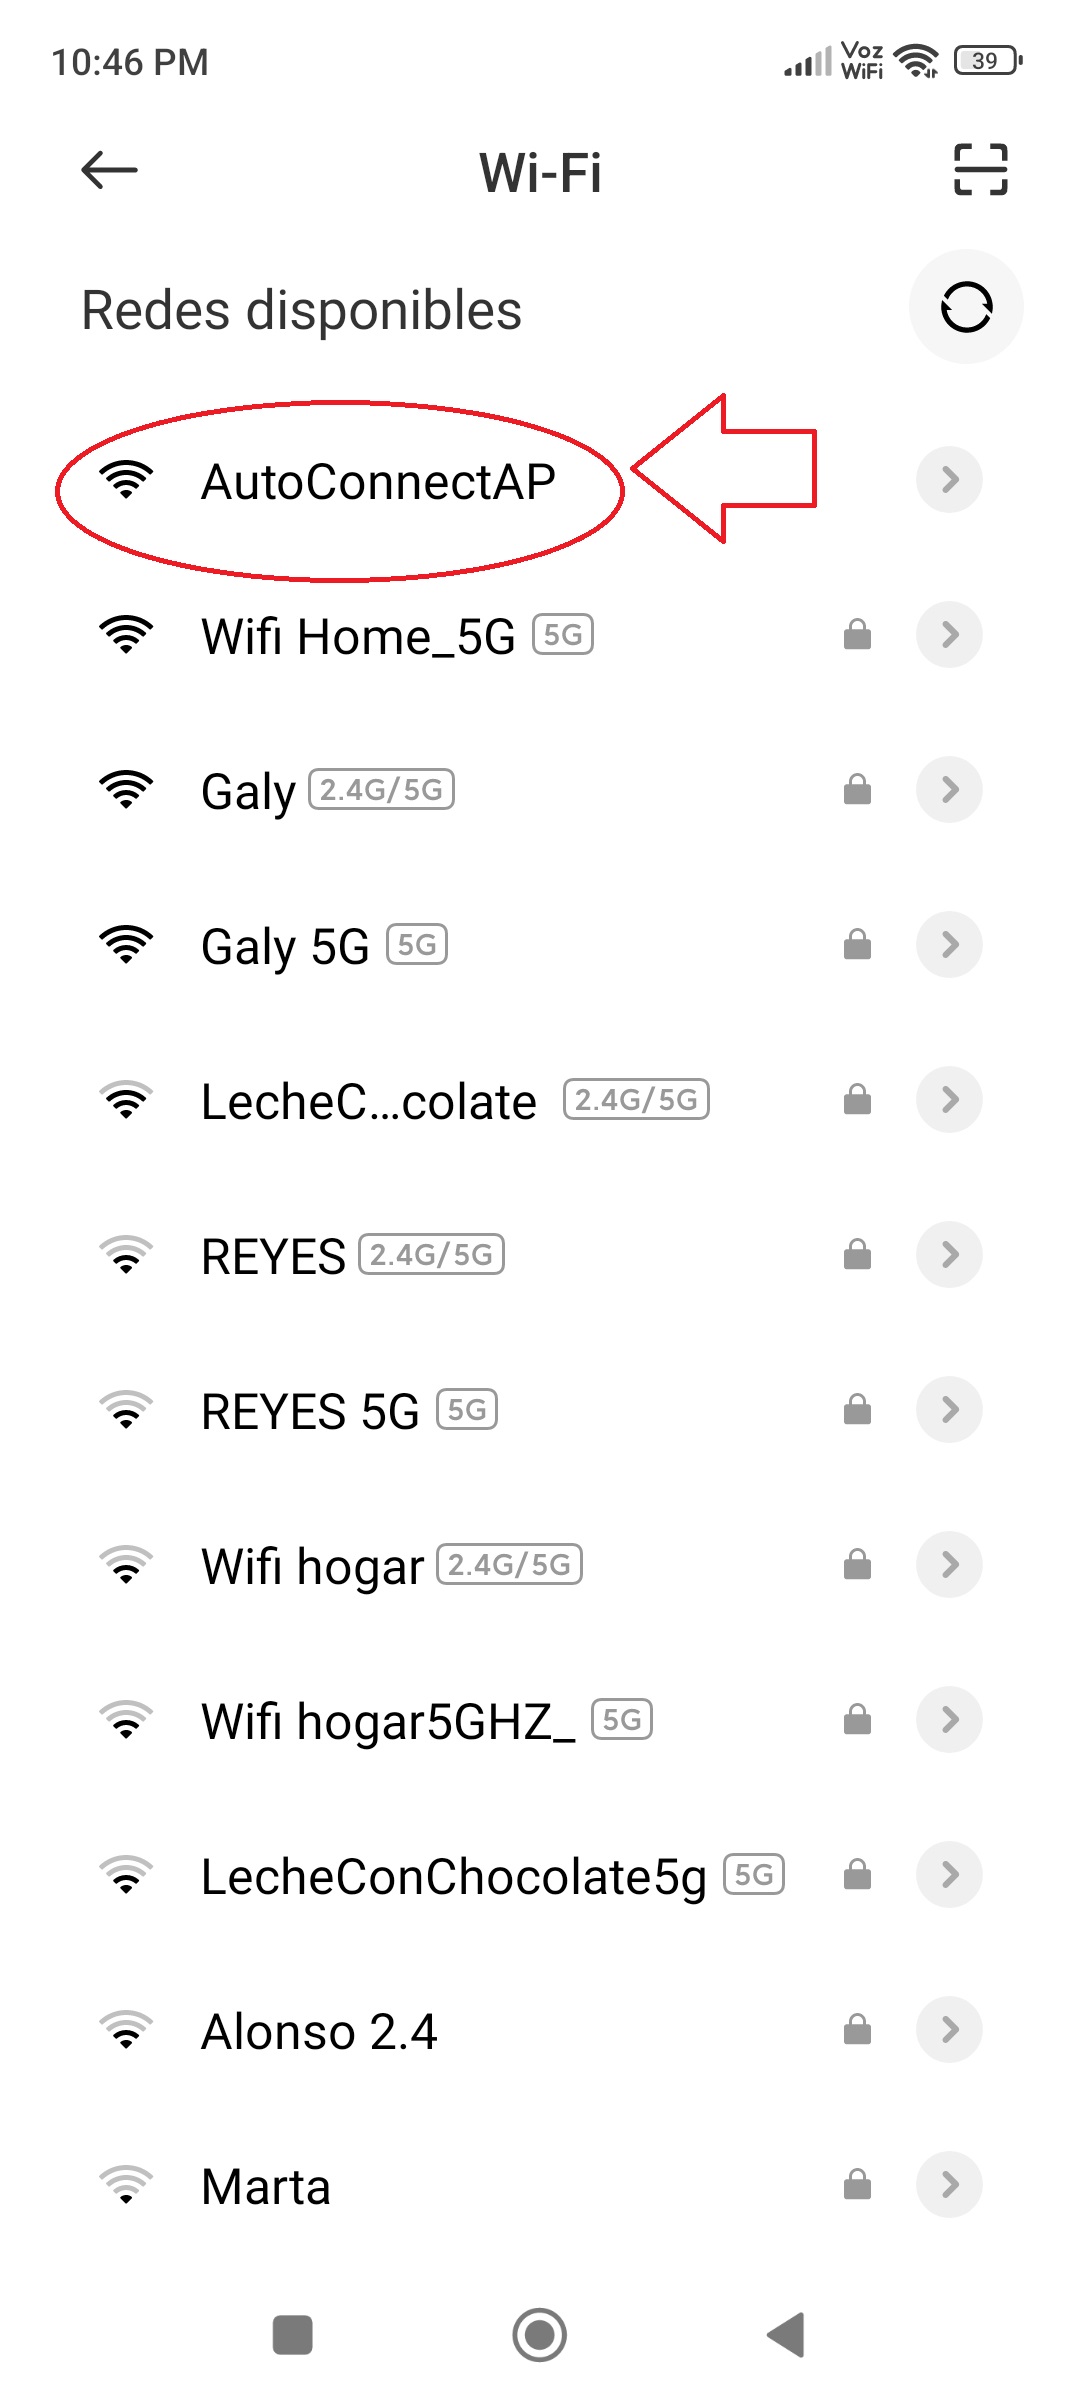 10:46 PM
Voz
WiFi
39
Wi-Fi
Redes disponibles
AutoConnectAP
Wifi Home_5G 5G
Galy 2.4G/5G
Galy 5G 5G
LecheC...colate 2.4G/5G
REYES 2.4G/5G
REYES 5G 5G
Wifi hogar 2.4G/5G
Wifi hogar5GHZ_ 5G
LecheConChocolate5g 5G
Alonso 2.4
Marta